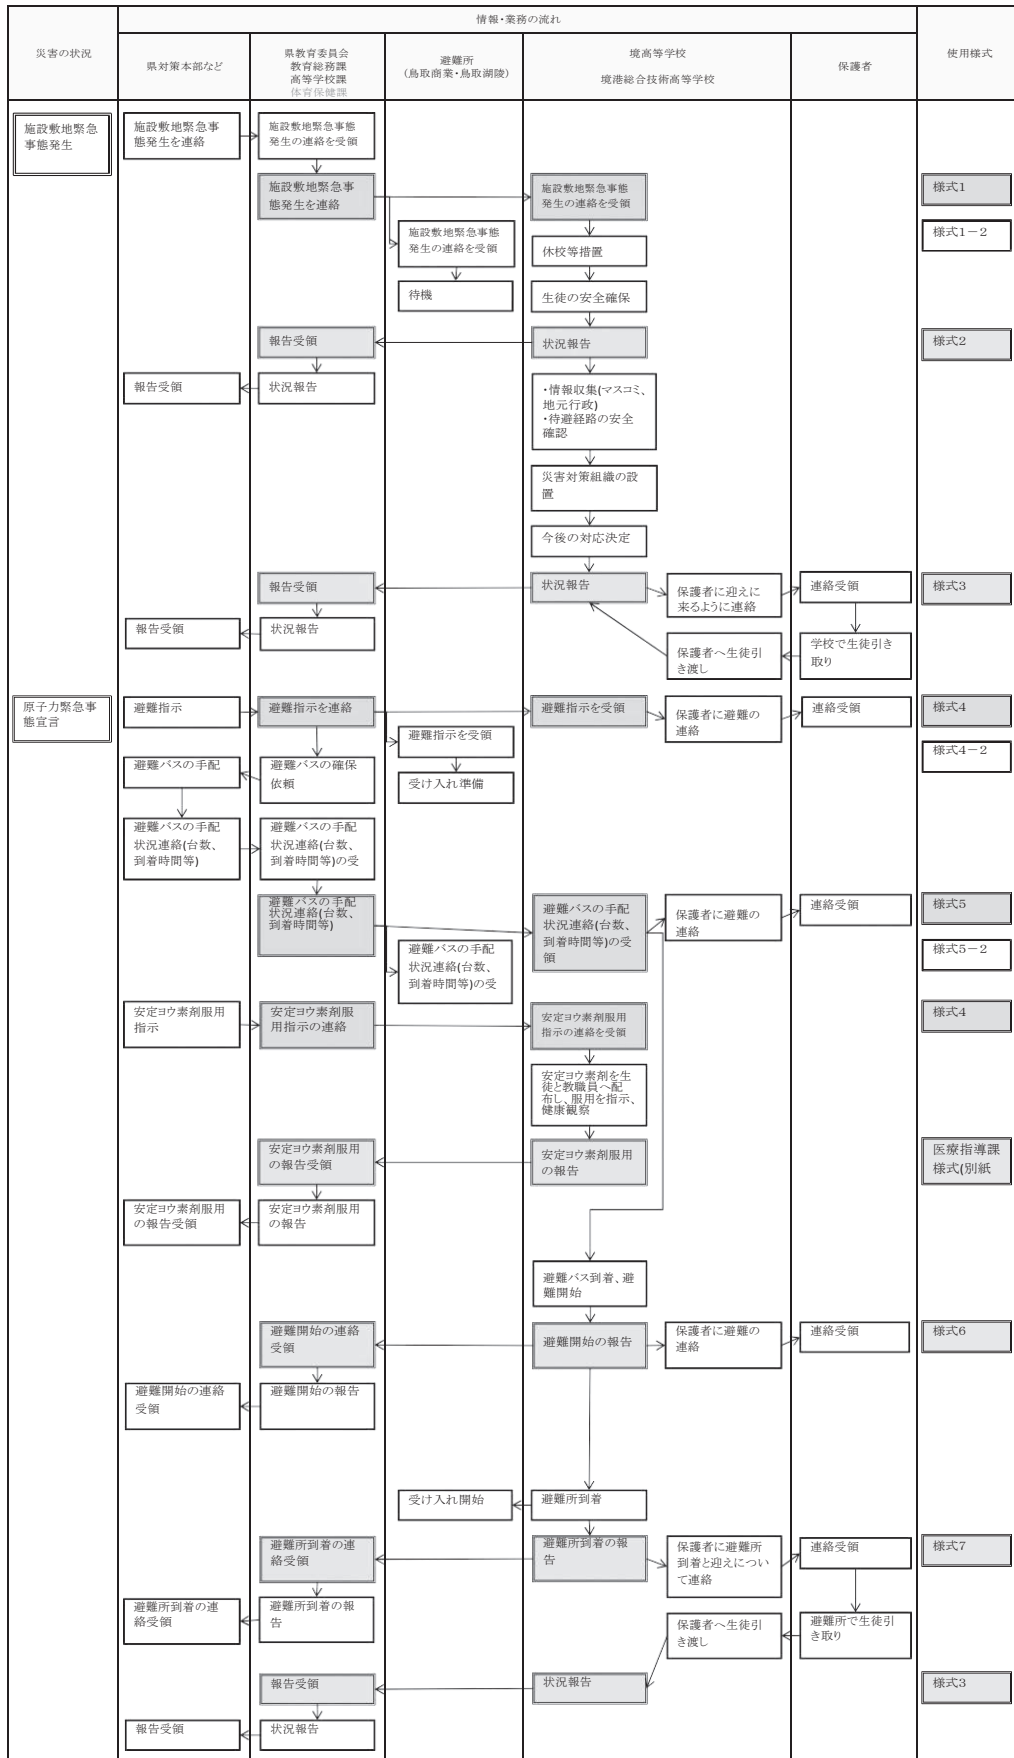 情報・業務の流れ
災害の状況
県対策本部など
県教育委員会
教育総務課
高等学校課
体育保健課
避難所
（鳥取商業・鳥取湖陵）
境高等学校
境港総合技術高等学校
保護者
使用様式
施設敷地緊急
事態発生
施設敷地緊急事
態発生を連絡
施設敷地緊急事態
発生の連絡を受領
施設敷地緊急事
態発生を連絡
施設敷地緊急事態
発生の連絡を受領
様式1
施設敷地緊急事態
発生の連絡を受領
様式1－2
休校等措置
待機
生徒の安全確保
報告受領
状況報告
様式2
報告受領
状況報告
・情報収集(マスコミ、
地元行政)
・待避経路の安全
確認
災害対策組織の設
置
今後の対応決定
報告受領
状況報告
保護者に迎えに
来るように連絡
連絡受領
様式3
報告受領
状況報告
保護者へ生徒引
き渡し
学校で生徒引き
取り
原子力緊急事
態宣言
避難指示
避難指示を連絡
避難指示を受領
保護者に避難の
連絡
連絡受領
様式4
避難指示を受領
様式4－2
避難バスの手配
避難バスの確保
依頼
受け入れ準備
避難バスの手配
状況連絡(台数、
到着時間等)
避難バスの手配
状況連絡(台数、
到着時間等)の受
避難バスの手配
状況連絡(台数、
到着時間等)
避難バスの手配
状況連絡(台数、
到着時間等)の受
領
保護者に避難の
連絡
連絡受領
様式5
避難バスの手配
状況連絡(台数、
到着時間等)の受
様式5－2
安定ヨウ素剤服用
指示
安定ヨウ素剤服
用指示の連絡
安定ヨウ素剤服用
指示の連絡を受領
様式4
安定ヨウ素剤を生
徒と教職員へ配
布し、服用を指示、
健康観察
安定ヨウ素剤服用
の報告受領
安定ヨウ素剤服用
の報告
医療指導課
様式(別紙
安定ヨウ素剤服用
の報告受領
安定ヨウ素剤服用
の報告
避難バス到着、避
難開始
避難開始の連絡
受領
避難開始の報告
保護者に避難の
連絡
連絡受領
様式6
避難開始の連絡
受領
避難開始の報告
受け入れ開始
避難所到着
避難所到着の連
絡受領
避難所到着の報
告
保護者に避難所
到着と迎えについ
て連絡
連絡受領
様式7
避難所到着の連
絡受領
避難所到着の報
告
保護者へ生徒引
き渡し
避難所で生徒引
き取り
報告受領
状況報告
様式3
報告受領
状況報告